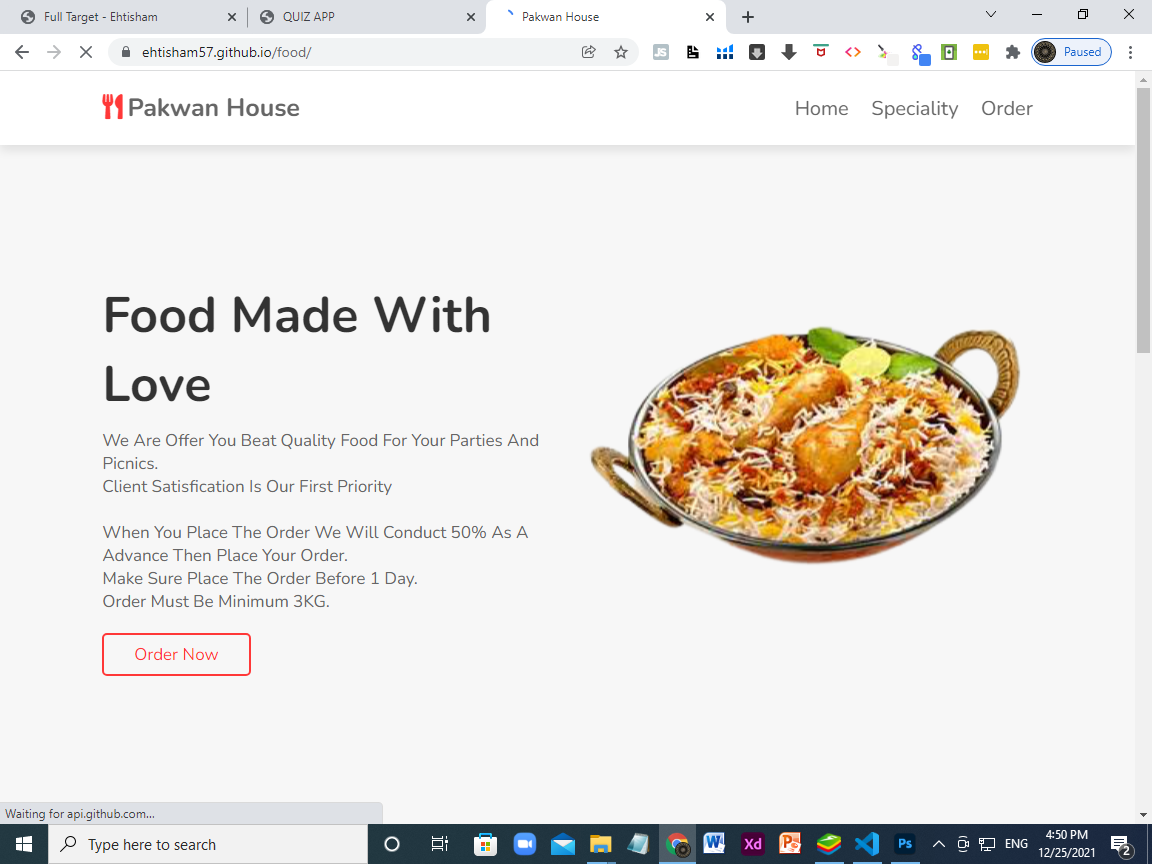 Full Target - Ehtisham
QUIZ APP
Pakwan House
ehtisham57.github.io/food/
JS
Paused
Pakwan House
Home
Speciality
Order
Food Made With
Love
We Are Offer You Beat Quality Food For Your Parties And
Picnics.
Client Satisfication Is Our First Priority
When You Place The Order We Will Conduct 50% As A
Advance Then Place Your Order.
Make Sure Place The Order Before 1 Day.
Order Must Be Minimum 3KG.
Order Now
Waiting for api.github.com...
Type here to search
W
Xd
P
Ps
ENG
4:50 PM
12/25/2021
2